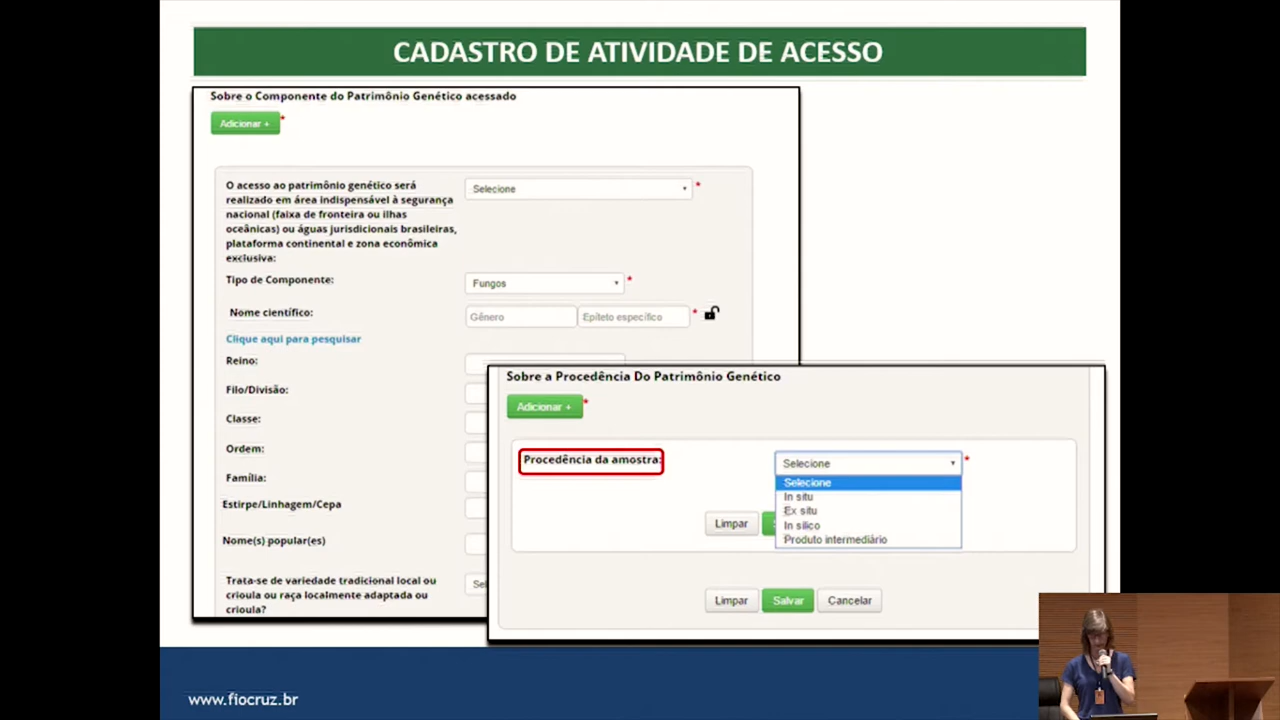 CADASTRO DE ATIVIDADE DE ACESSO
Sobre o Componente do Patrimônio Genético acessado
Adicionar + *
O acesso ao patrimônio genético será
realizado em área indispensável à segurança
nacional (faixa de fronteira ou ilhas
oceânicas) ou águas jurisdicionais brasileiras,
plataforma continental e zona econômica
exclusiva:
Selecione *
Tipo de Componente:
Fungos *
Nome científico:
Gênero
Epíteto específico *
Clique aqui para pesquisar
Reino:
Filo/Divisão:
Classe:
Ordem:
Família:
Estirpe/Linhagem/Cepa
Nome(s) popular(es)
Trata-se de variedade tradicional local ou
crioula ou raça localmente adaptada ou
crioula?
Sel
Sobre a Procedência Do Patrimônio Genético
Adicionar + *
Procedência da amostra:
Selecione *
Selecione
In situ
Ex situ
In silico
Produto intermediário
Limpar
Limpar
Salvar
Cancelar
www.fiocruz.br